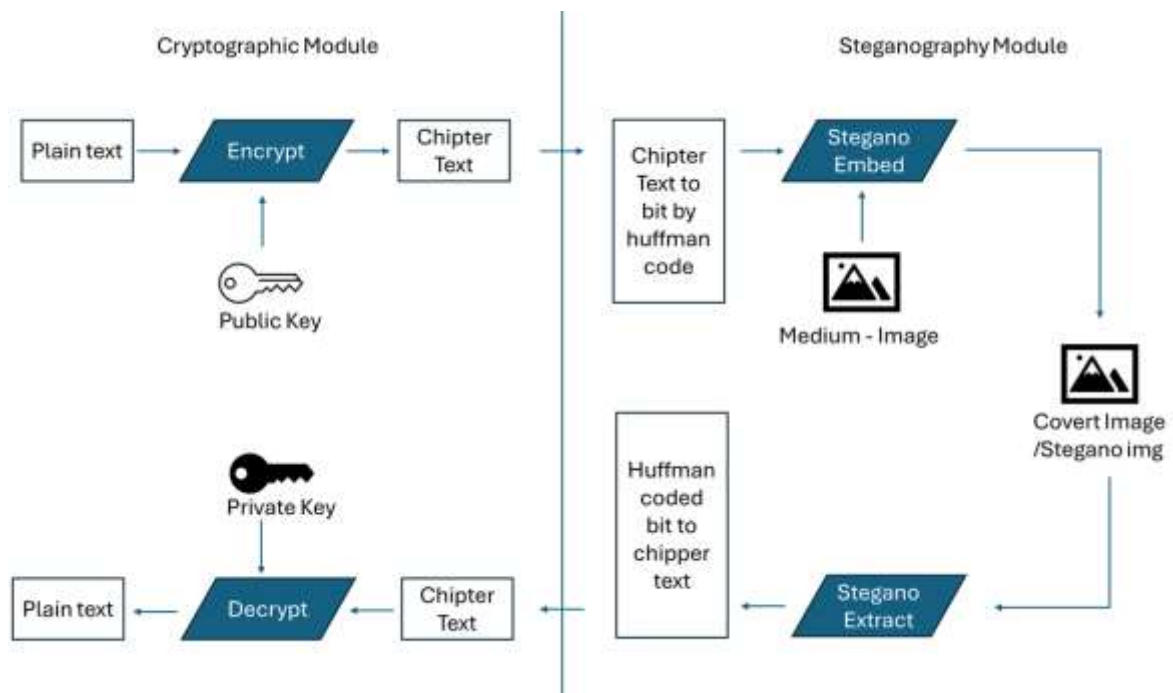 Cryptographic Module
Steganography Module
Plain text
Encrypt
Chipter
Text
Chipter
Text to
bit by
huffman
code
Stegano
Embed
Public Key
Medium - Image
Covert Image
/Stegano img
Private Key
Huffman
coded
bit to
chipper
text
Plain text
Decrypt
Chipter
Text
Stegano
Extract